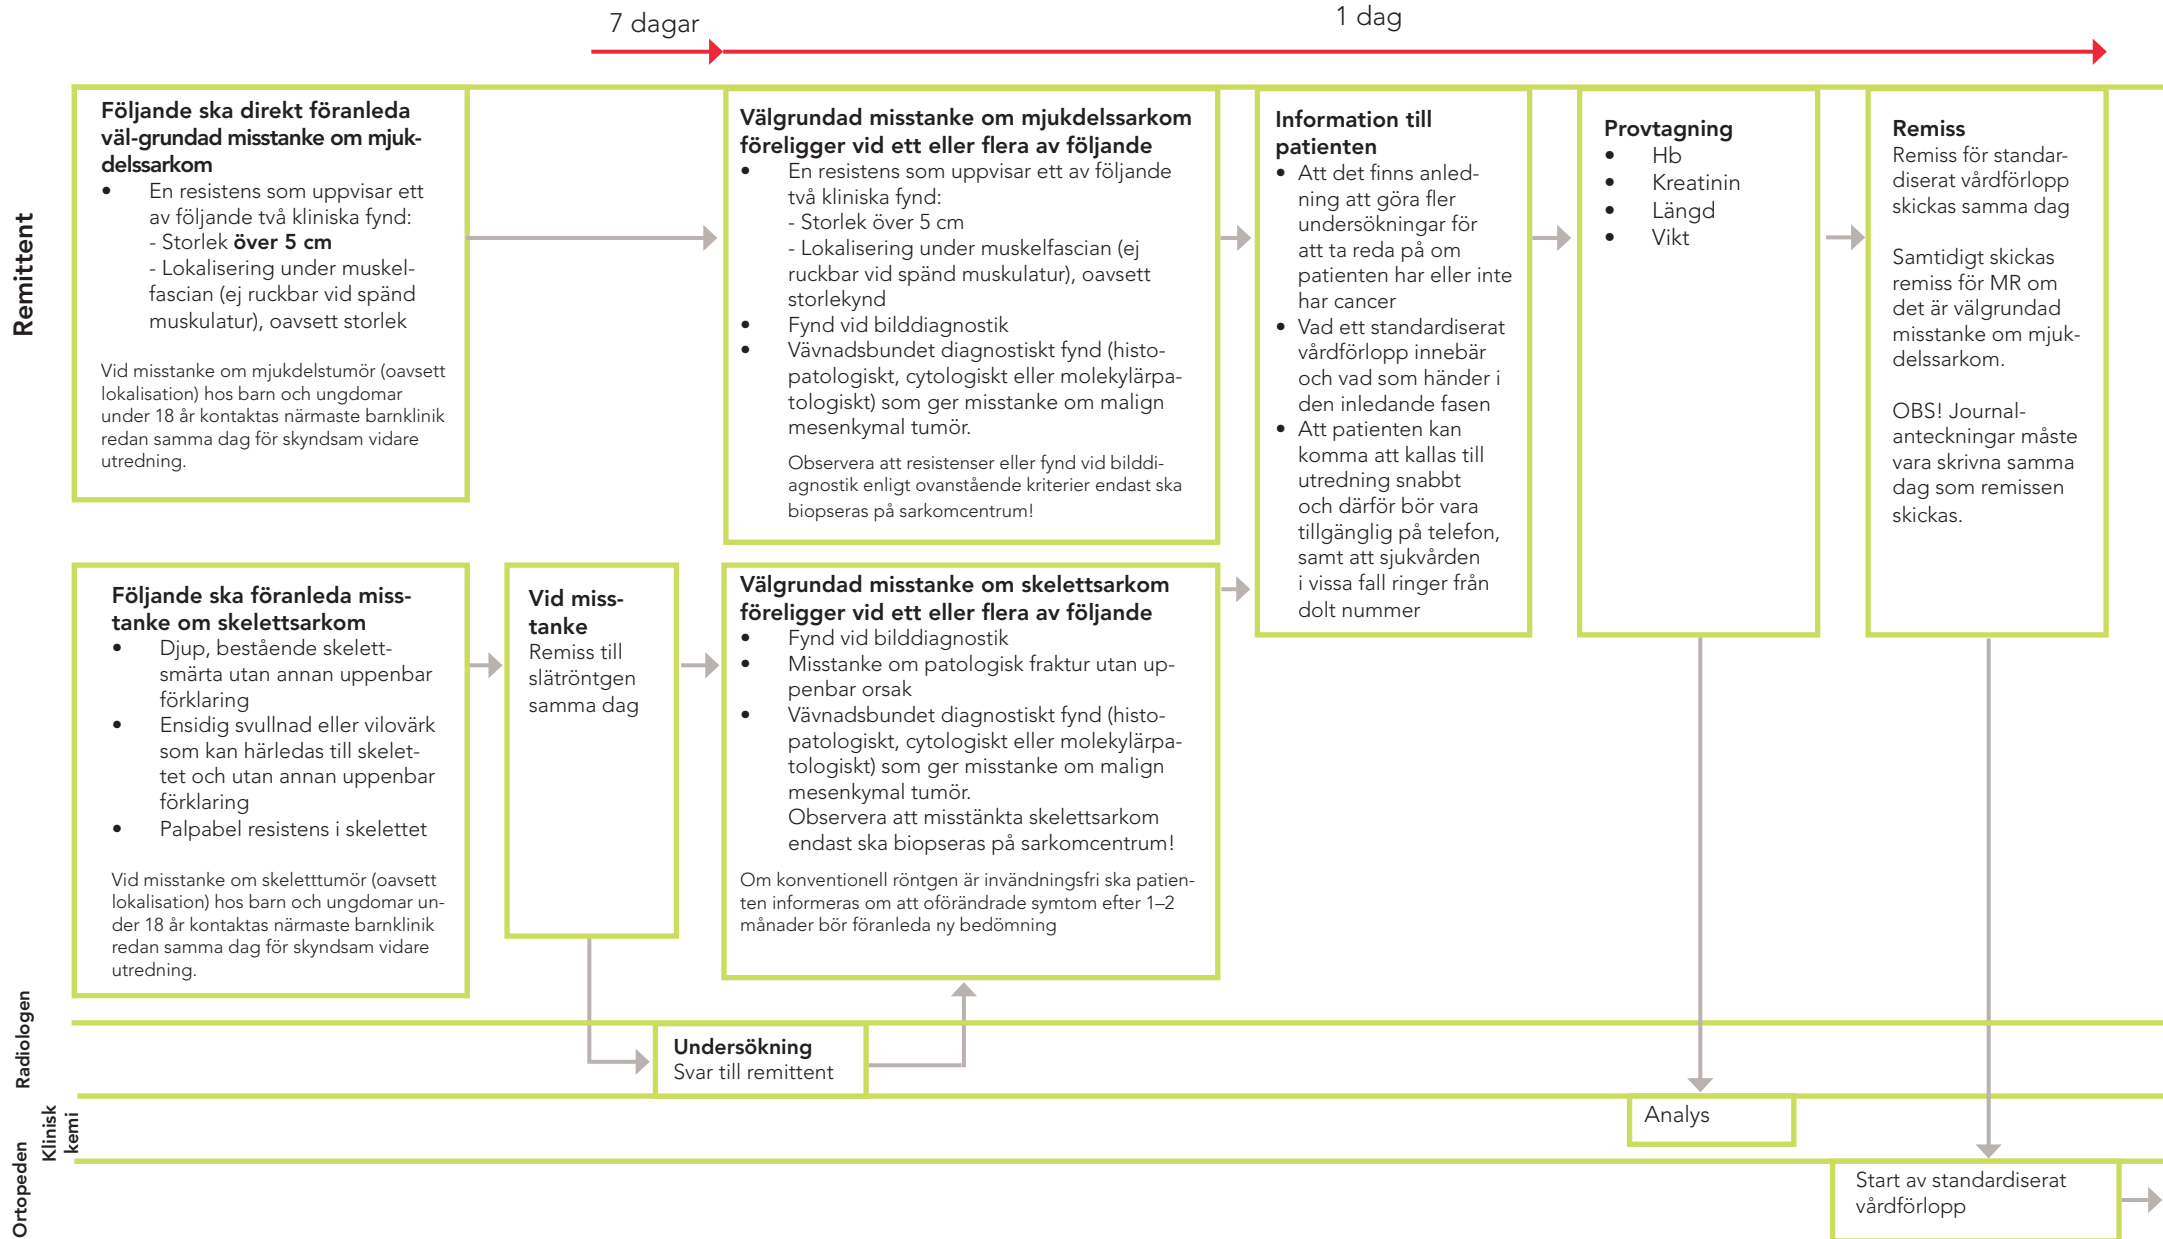 7 dagar
1 dag
Remittent
Följande ska direkt föranleda
väl-grundad misstanke om mjuk-
delssarkom
• En resistens som uppvisar ett
av följande två kliniska fynd:
- Storlek över 5 cm
- Lokalisering under muskel-
fascian (ej ruckbar vid spänd
muskulatur), oavsett storlek
Vid misstanke om mjukdelstumör (oavsett
lokalisation) hos barn och ungdomar
under 18 år kontaktas närmaste barnklinik
redan samma dag för skyndsam vidare
utredning.
Välgrundad misstanke om mjukdelssarkom
föreligger vid ett eller flera av följande
• En resistens som uppvisar ett av följande
två kliniska fynd:
- Storlek över 5 cm
- Lokalisering under muskelfascian (ej
ruckbar vid spänd muskulatur), oavsett
storlekynd
• Fynd vid bilddiagnostik
• Vävnadsbundet diagnostiskt fynd (histo-
patologiskt, cytologiskt eller molekylärpa-
tologiskt) som ger misstanke om malign
mesenkymal tumör.
Observera att resistenser eller fynd vid bilddi-
agnostik enligt ovanstående kriterier endast ska
biopseras på sarkomcentrum!
Information till
patienten
• Att det finns anled-
ning att göra fler
undersökningar för
att ta reda på om
patienten har eller inte
har cancer
• Vad ett standardiserat
vårdförlopp innebär
och vad som händer i
den inledande fasen
• Att patienten kan
komma att kallas till
utredning snabbt
och därför bör vara
tillgänglig på telefon,
samt att sjukvården
i vissa fall ringer från
dolt nummer
Provtagning
• Hb
• Kreatinin
• Längd
• Vikt
Remiss
Remiss för standar-
diserat vårdförlopp
skickas samma dag
Samtidigt skickas
remiss för MR om
det är välgrundad
misstanke om mjuk-
delssarkom.
OBS! Journal-
anteckningar måste
vara skrivna samma
dag som remissen
skickas.
Följande ska föranleda miss-
tanke om skelettsarkom
• Djup, bestående skelett-
smärta utan annan uppenbar
förklaring
• Ensidig svullnad eller vilovärk
som kan härledas till skelet-
tet och utan annan uppenbar
förklaring
• Palpabel resistens i skelettet
Vid misstanke om skeletttumör (oavsett
lokalisation) hos barn och ungdomar un-
der 18 år kontaktas närmaste barnklinik
redan samma dag för skyndsam vidare
utredning.
Vid miss-
tanke
Remiss till
slätröntgen
samma dag
Välgrundad misstanke om skelettsarkom
föreligger vid ett eller flera av följande
• Fynd vid bilddiagnostik
• Misstanke om patologisk fraktur utan up-
penbar orsak
• Vävnadsbundet diagnostiskt fynd (histo-
patologiskt, cytologiskt eller molekylärpa-
tologiskt) som ger misstanke om malign
mesenkymal tumör.
Observera att misstänkta skelettsarkom
endast ska biopseras på sarkomcentrum!
Om konventionell röntgen är invändningsfri ska patien-
ten informeras om att oförändrade symtom efter 1–2
månader bör föranleda ny bedömning
Radiologen
Undersökning
Svar till remittent
Klinisk
kemi
Analys
Ortopeden
Start av standardiserat
vårdförlopp